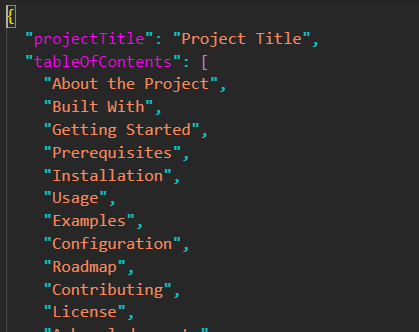 {
"projectTitle": "Project Title",
"tableOfContents": [
"About the Project",
"Built With",
"Getting Started",
"Prerequisites",
"Installation",
"Usage",
"Examples",
"Configuration",
"Roadmap",
"Contributing",
"License",